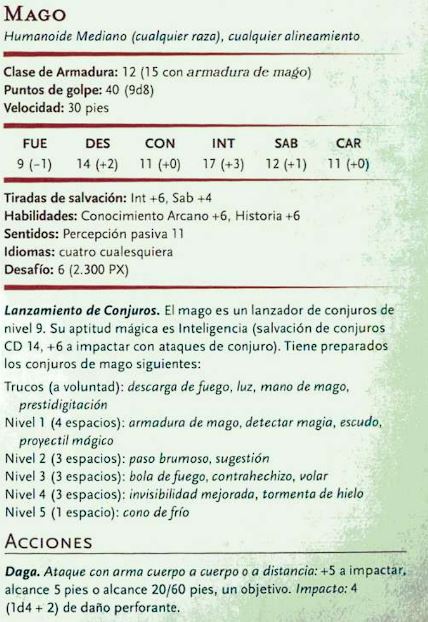 MAGO
Humanoide Mediano (cualquier raza), cualquier alineamiento
Clase de Armadura: 12 (15 con armadura de mago)
Puntos de golpe: 40 (9d8)
Velocidad: 30 pies
FUE DES CON INT SAB CAR
9 (–1) 14 (+2) 11 (+0) 17 (+3) 12 (+1) 11 (+0)
Tiradas de salvación: Int +6, Sab +4
Habilidades: Conocimiento Arcano +6, Historia +6
Sentidos: Percepción pasiva 11
Idiomas: cuatro cualesquiera
Desafío: 6 (2.300 PX)
Lanzamiento de Conjuros. El mago es un lanzador de conjuros de
nivel 9. Su aptitud mágica es Inteligencia (salvación de conjuros
CD 14, +6 a impactar con ataques de conjuro). Tiene preparados
los conjuros de mago siguientes:
Trucos (a voluntad): descarga de fuego, luz, mano de mago,
prestidigitación
Nivel 1 (4 espacios): armadura de mago, detectar magia, escudo,
proyectil mágico
Nivel 2 (3 espacios): paso brumoso, sugestión
Nivel 3 (3 espacios): bola de fuego, contrahechizo, volar
Nivel 4 (3 espacios): invisibilidad mejorada, tormenta de hielo
Nivel 5 (1 espacio): cono de frío
ACCIONES
Daga. Ataque con arma cuerpo a cuerpo o a distancia: +5 a impactar,
alcance 5 pies o alcance 20/60 pies, un objetivo. Impacto: 4
(1d4 + 2) de daño perforante.